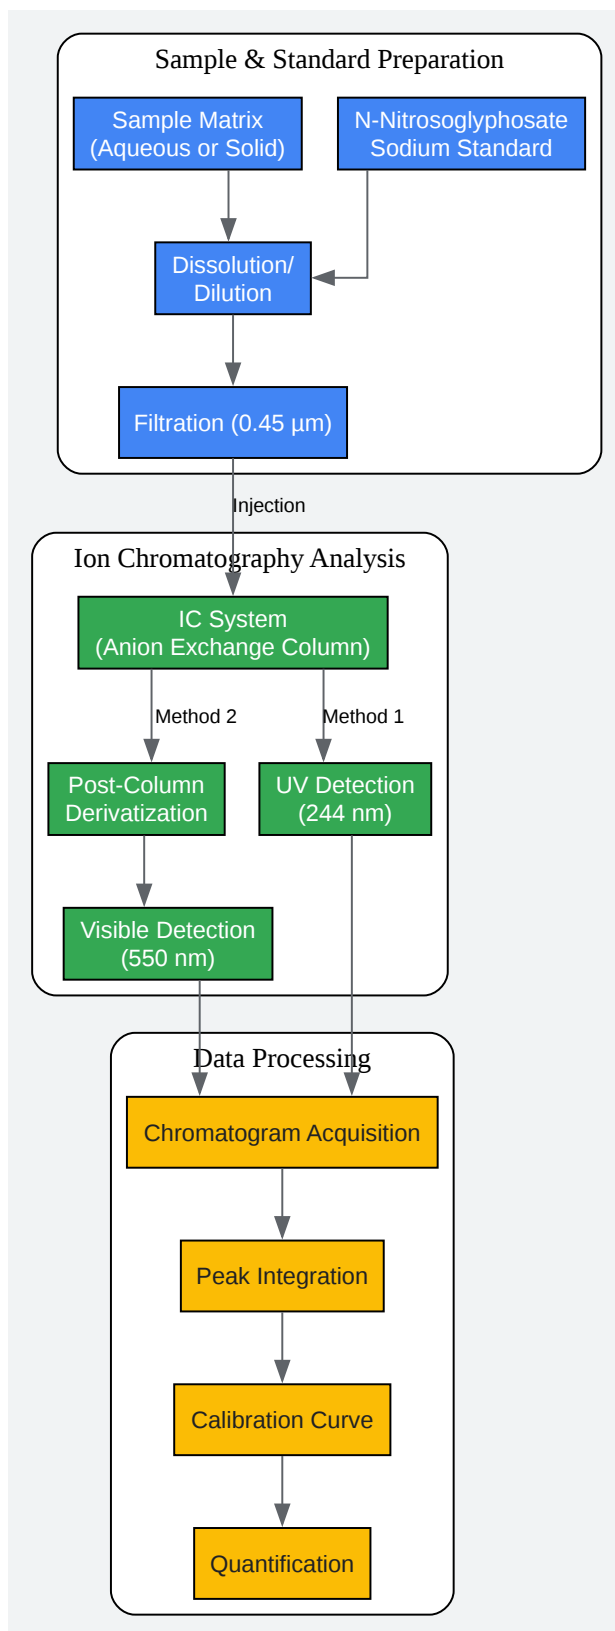 Sample & Standard Preparation
Sample Matrix
(Aqueous or Solid)
N-Nitrosoglyphosate
Sodium Standard
Dissolution/
Dilution
Filtration (0.45 µm)
Injection
Ion Chromatography Analysis
IC System
(Anion Exchange Column)
Method 2
Method 1
Post-Column
Derivatization
UV Detection
(244 nm)
Visible Detection
(550 nm)
Data Processing
Chromatogram Acquisition
Peak Integration
Calibration Curve
Quantification